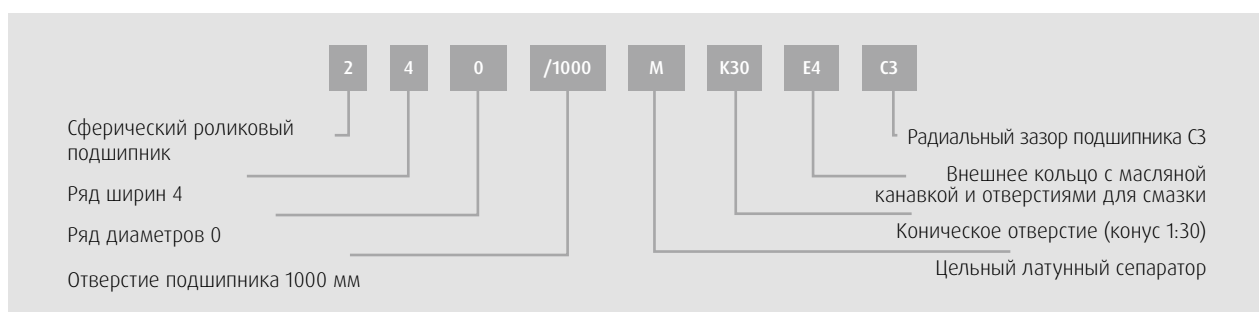 2 4 0 /1000 M K30 E4 C3
Сферический роликовый
подшипник
Ряд ширин 4
Ряд диаметров 0
Отверстие подшипника 1000 мм
Радиальный зазор подшипника С3
Внешнее кольцо с масляной
канавкой и отверстиями для смазки
Коническое отверстие (конус 1:30)
Цельный латунный сепаратор